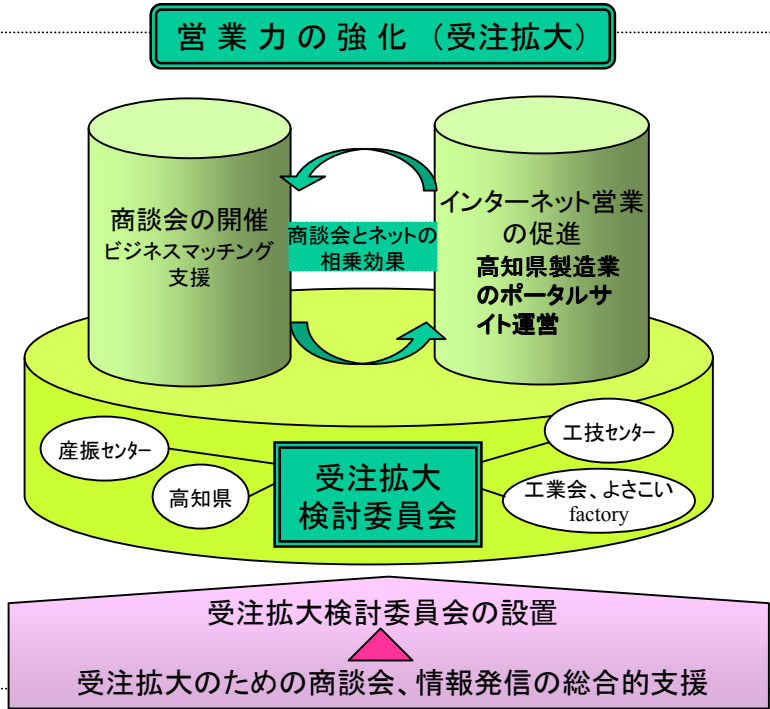 営業力の強化（受注拡大）
商談会の開催
ビジネスマッチング
支援
商談会とネットの
相乗効果
インターネット営業
の促進
高知県製造業
のポータルサ
イト運営
産振センター
高知県
受注拡大
検討委員会
工技センター
工業会、よさこい
factory
受注拡大検討委員会の設置
受注拡大のための商談会、情報発信の総合的支援